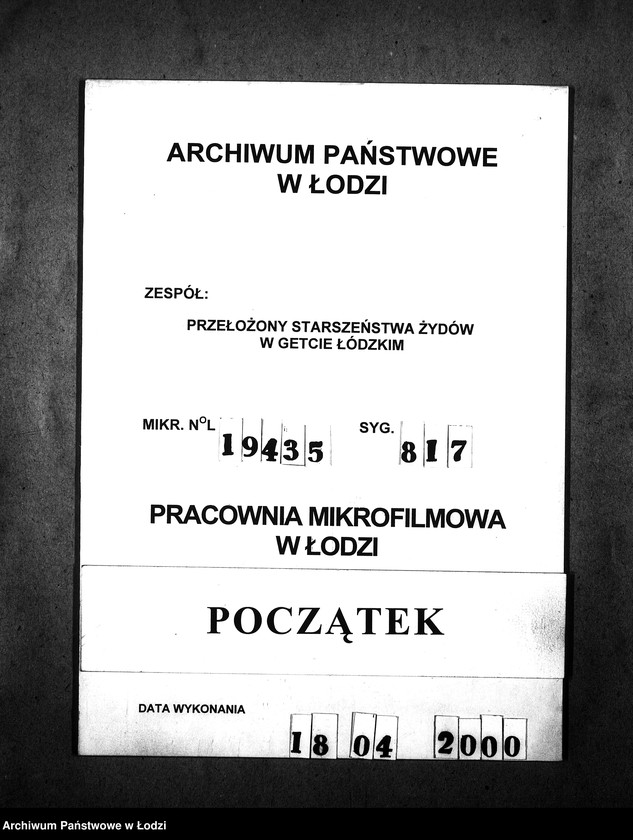 ARCHIWUM PAŃSTWOWE
W ŁODZI
ZESPÓŁ:
PRZEŁOŻONY STARSZEŃSTWA ŻYDÓW
W GETCIE ŁÓDZKIM
MIKR. NOL 19435 SYG. 817
PRACOWNIA MIKROFILMOWA
W ŁODZI
POCZĄTEK
DATA WYKONANIA 18 04 2000
Archiwum Państwowe w Łodzi